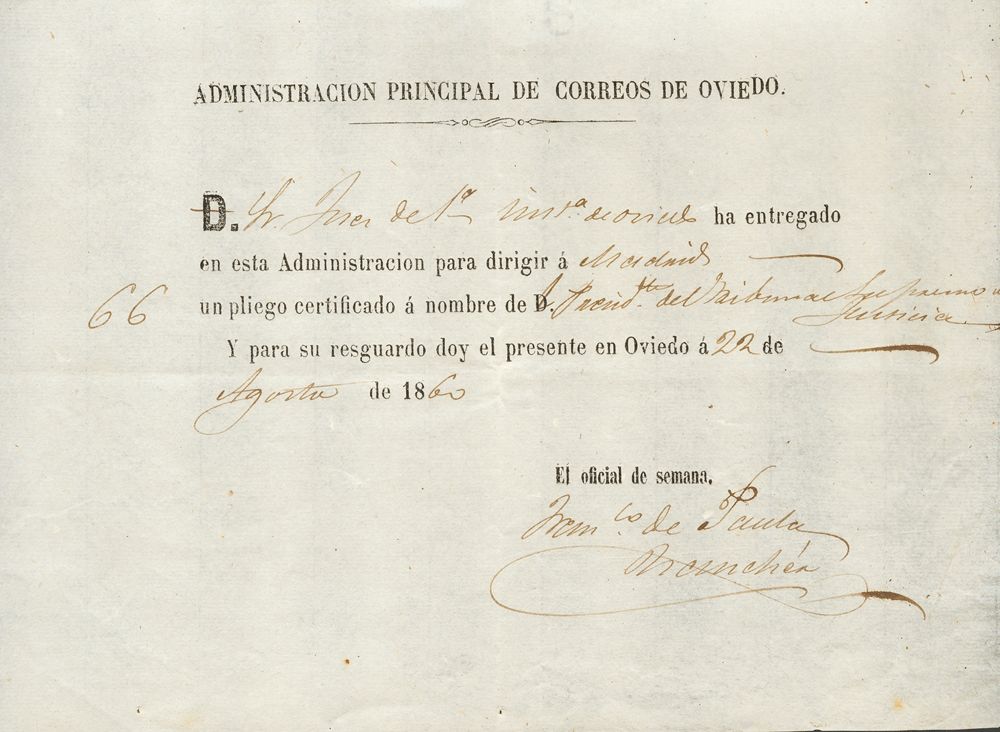 ADMINISTRACION PRINCIPAL DE CORREOS DE OVIEDO.
D. Sr. Juez de 1ª Insta. de oviedo ha entregado
en esta Administracion para dirigir á Madrid
66 un pliego certificado á nombre de D. Presidte. del Tribunal Supremo
Justicia
Y para su resguardo doy el presente en Oviedo á 22 de
Agosto de 1860
El oficial de semana,
Franco. de Paula